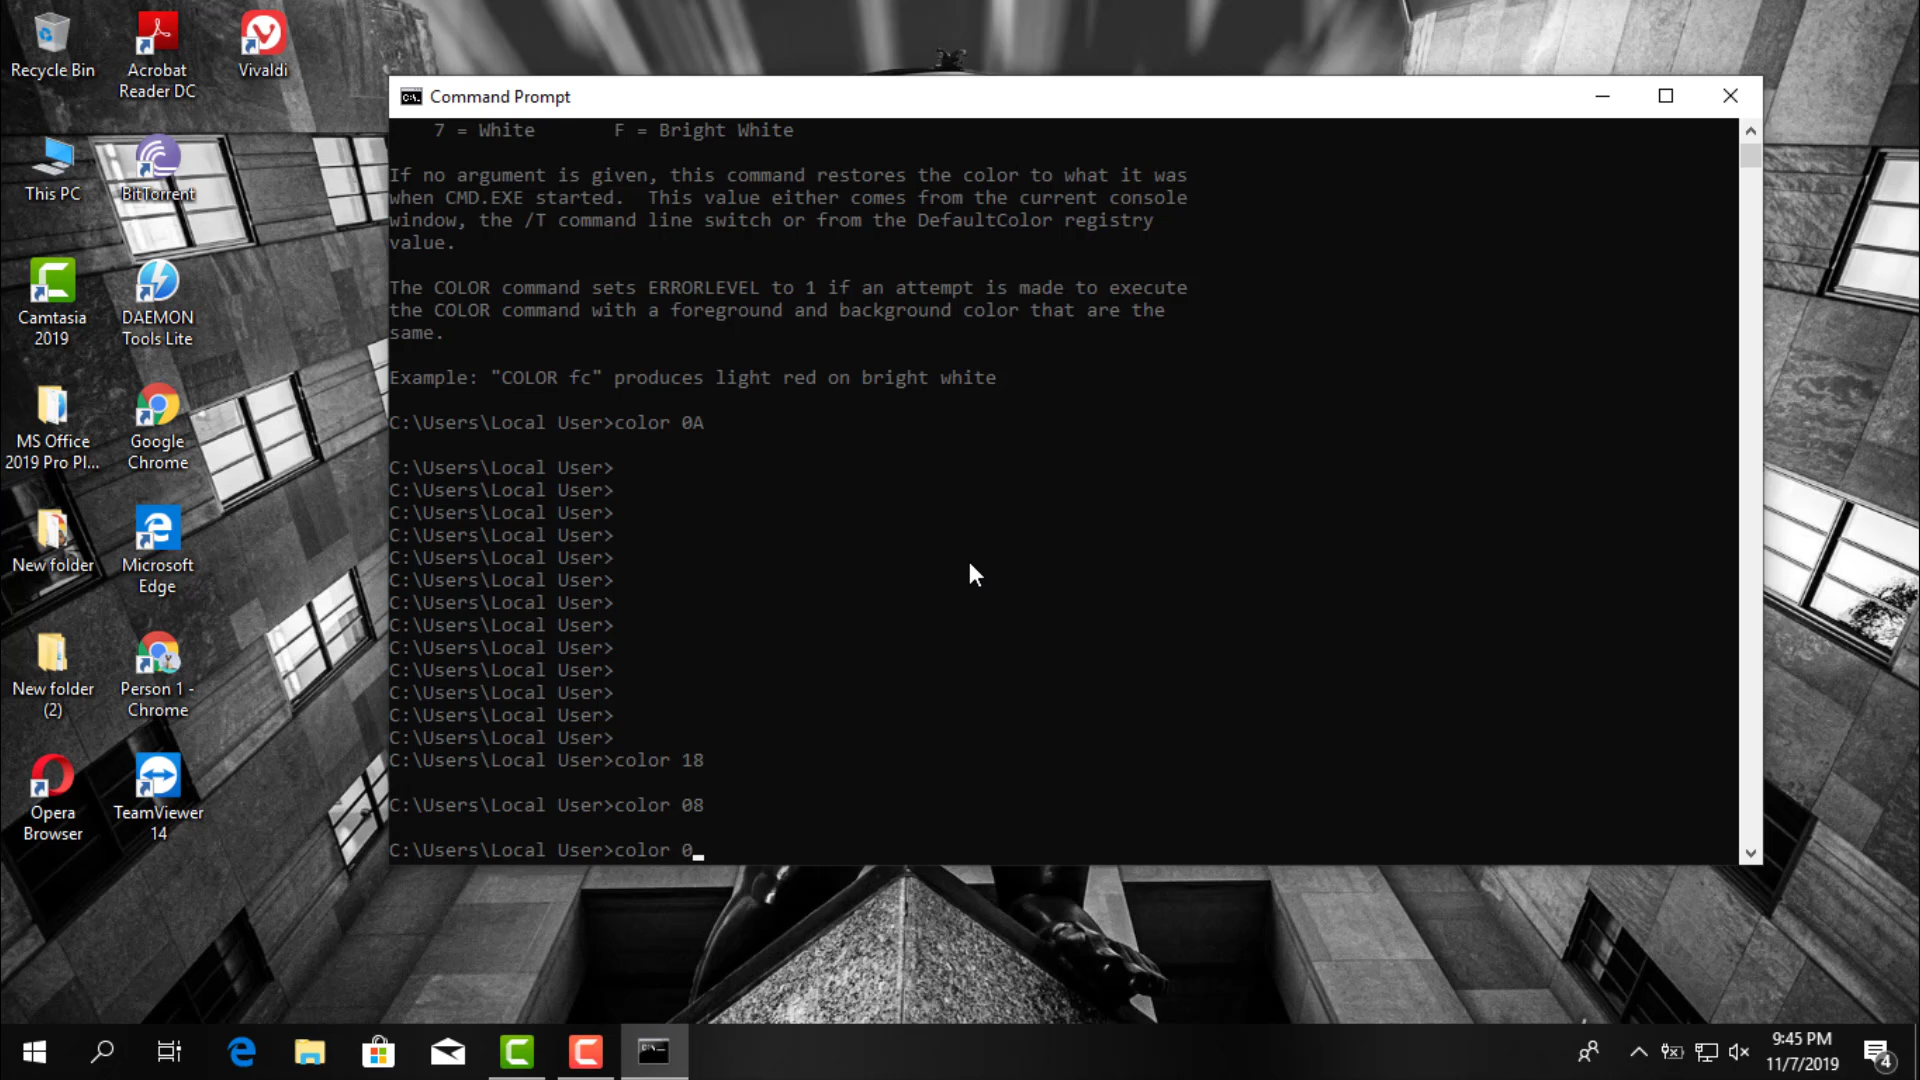 Recycle Bin
Acrobat
Reader DC
Vivaldi
This PC
BitTorrent
Camtasia
2019
DAEMON
Tools Lite
MS Office
2019 Pro Pl...
Google
Chrome
New folder
Microsoft
Edge
New folder
(2)
Person 1 -
Chrome
Opera
Browser
TeamViewer
14
Command Prompt
7 = White       F = Bright White
If no argument is given, this command restores the color to what it was
when CMD.EXE started.  This value either comes from the current console
window, the /T command line switch or from the DefaultColor registry
value.
The COLOR command sets ERRORLEVEL to 1 if an attempt is made to execute
the COLOR command with a foreground and background color that are the
same.
Example: "COLOR fc" produces light red on bright white
C:\Users\Local User>color 0A
C:\Users\Local User>
C:\Users\Local User>
C:\Users\Local User>
C:\Users\Local User>
C:\Users\Local User>
C:\Users\Local User>
C:\Users\Local User>
C:\Users\Local User>
C:\Users\Local User>
C:\Users\Local User>
C:\Users\Local User>
C:\Users\Local User>
C:\Users\Local User>
C:\Users\Local User>color 18
C:\Users\Local User>color 08
C:\Users\Local User>color 0_
9:45 PM
11/7/2019
4